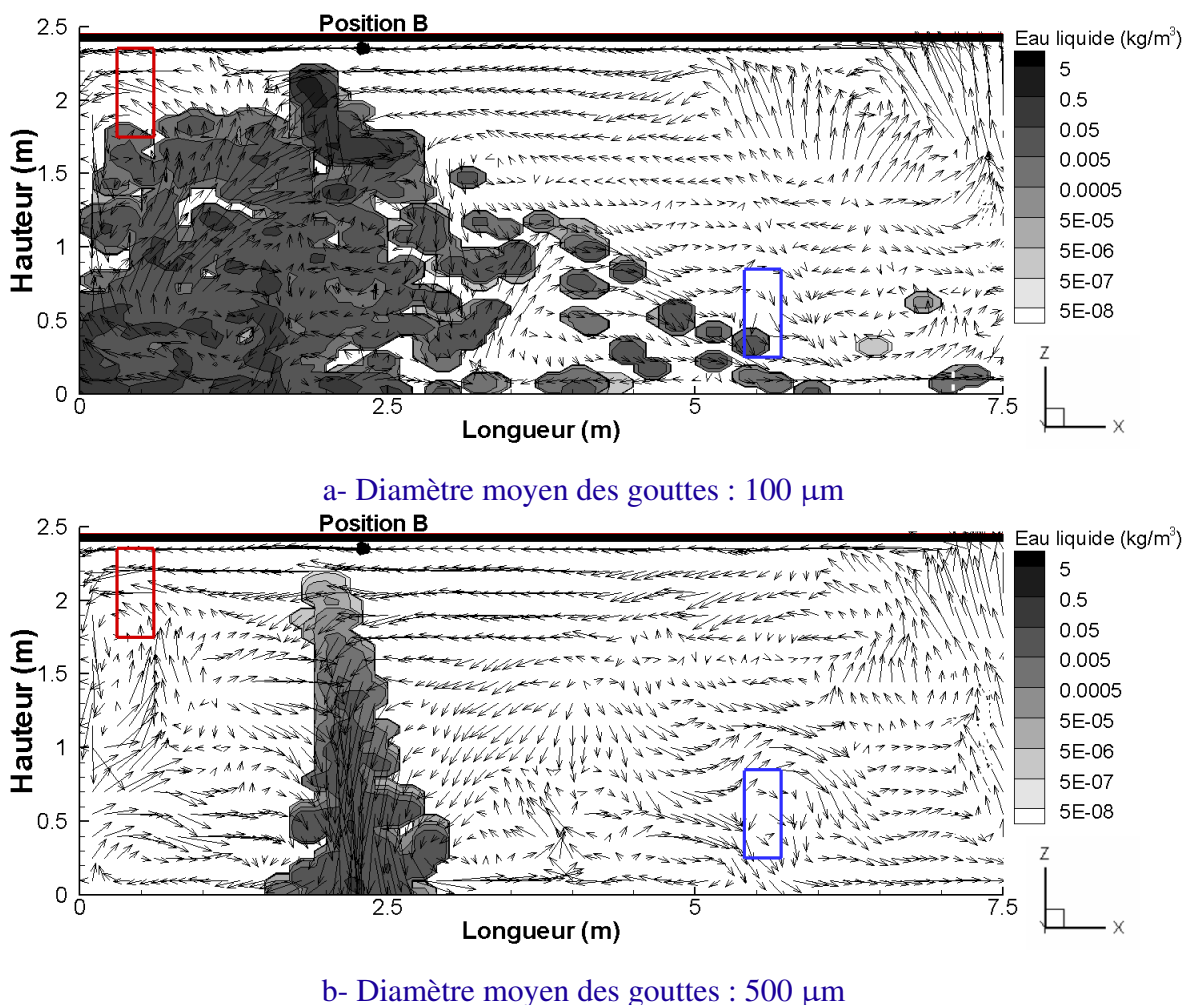 Position B
2.5
2
1.5
1
0.5
0
Hauteur (m)
0
2.5
5
7.5
Longueur (m)
Eau liquide (kg/m³)
5
0.5
0.05
0.005
0.0005
5E-05
5E-06
5E-07
5E-08
Z
Y
X
a- Diamètre moyen des gouttes : 100 µm
Position B
2.5
2
1.5
1
0.5
0
Hauteur (m)
0
2.5
5
7.5
Longueur (m)
Eau liquide (kg/m³)
5
0.5
0.05
0.005
0.0005
5E-05
5E-06
5E-07
5E-08
Z
Y
X
b- Diamètre moyen des gouttes : 500 µm